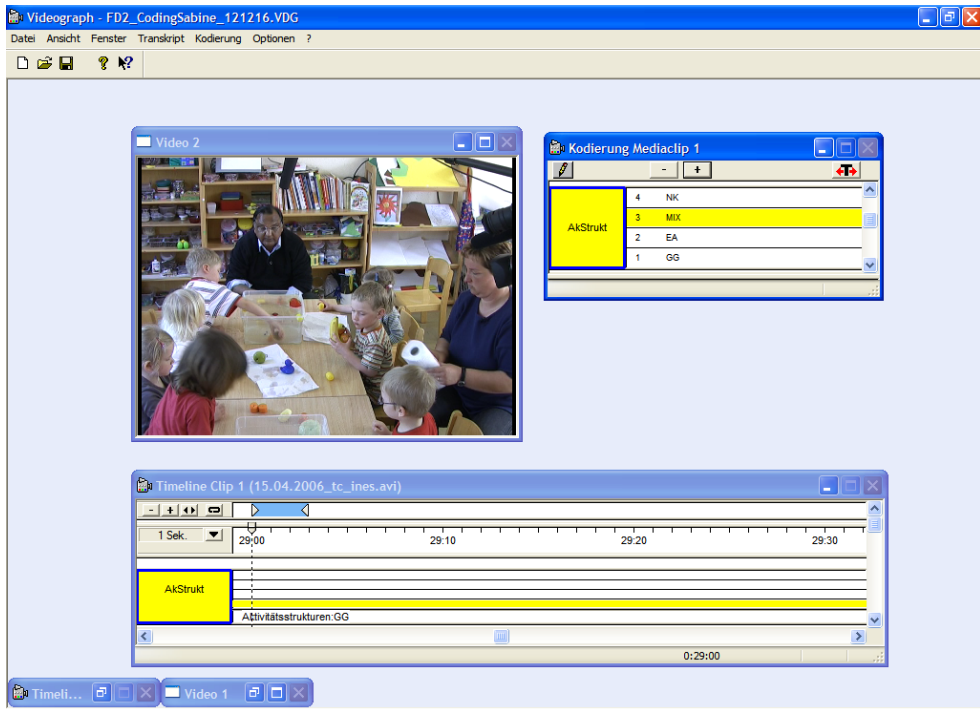 Videograph - FD2_CodingSabine_121216.VDG
Datei Ansicht Fenster Transkript Kodierung Optionen ?
Video 2
Kodierung Mediaclip 1
- +
T
AkStrukt
4 NK
3 MIX
2 EA
1 GG
Timeline Clip 1 (15.04.2006_tc_ines.avi)
- +
1 Sek.
29:00 29:10 29:20 29:30
AkStrukt
Aktivitätsstrukturen:GG
0:29:00
Timeli... Video 1